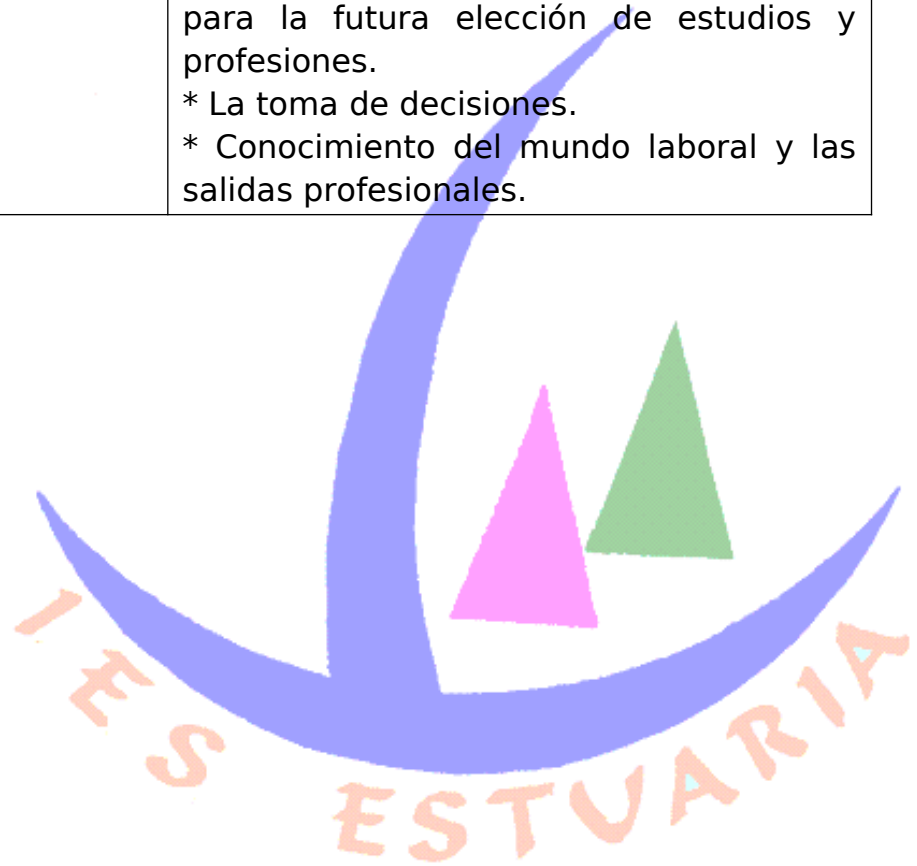 para la futura elección de estudios y
profesiones.
* La toma de decisiones.
* Conocimiento del mundo laboral y las
salidas profesionales.
IES ESTUARIA